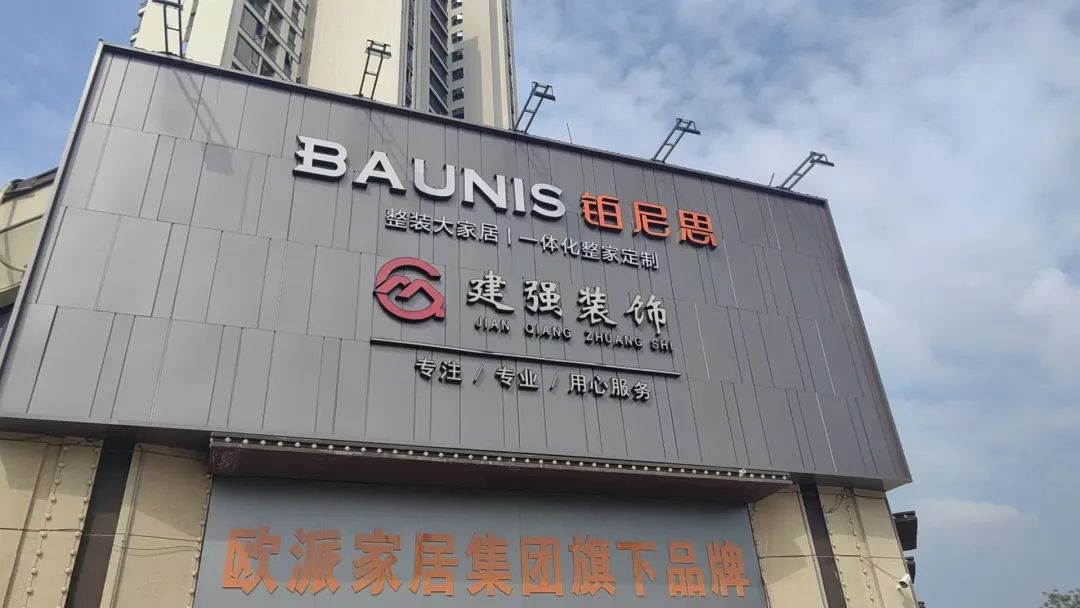 BAUNIS 铂尼思
整装大家居 | 一体化整家定制
建强装饰
JIAN QIANG ZHUANG SHI
专注 / 专业 / 用心服务
欧派家居集团旗下品牌